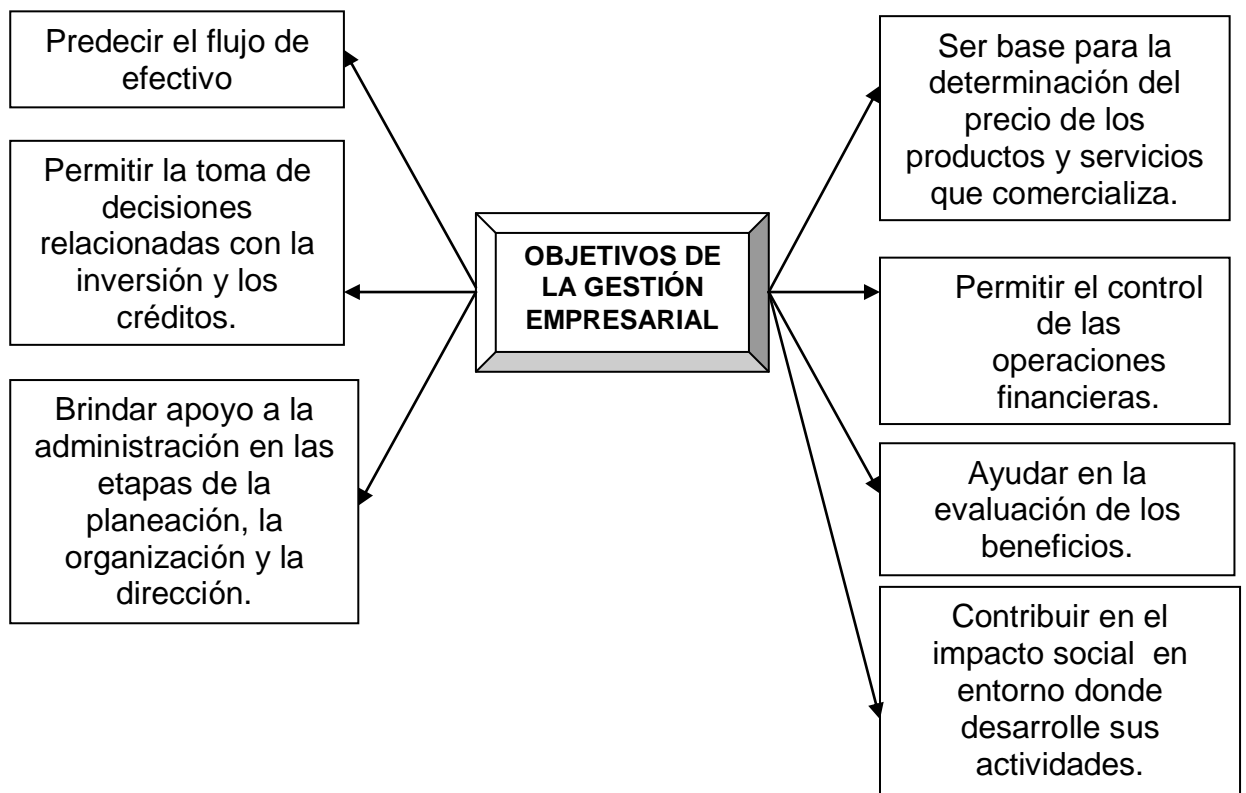 Predecir el flujo de
efectivo
Permitir la toma de
decisiones
relacionadas con la
inversión y los
créditos.
Brindar apoyo a la
administración en las
etapas de la
planeación, la
organización y la
dirección.
OBJETIVOS DE
LA GESTIÓN
EMPRESARIAL
Ser base para la
determinación del
precio de los
productos y servicios
que comercializa.
Permitir el control
de las
operaciones
financieras.
Ayudar en la
evaluación de los
beneficios.
Contribuir en el
impacto social en
entorno donde
desarrolle sus
actividades.